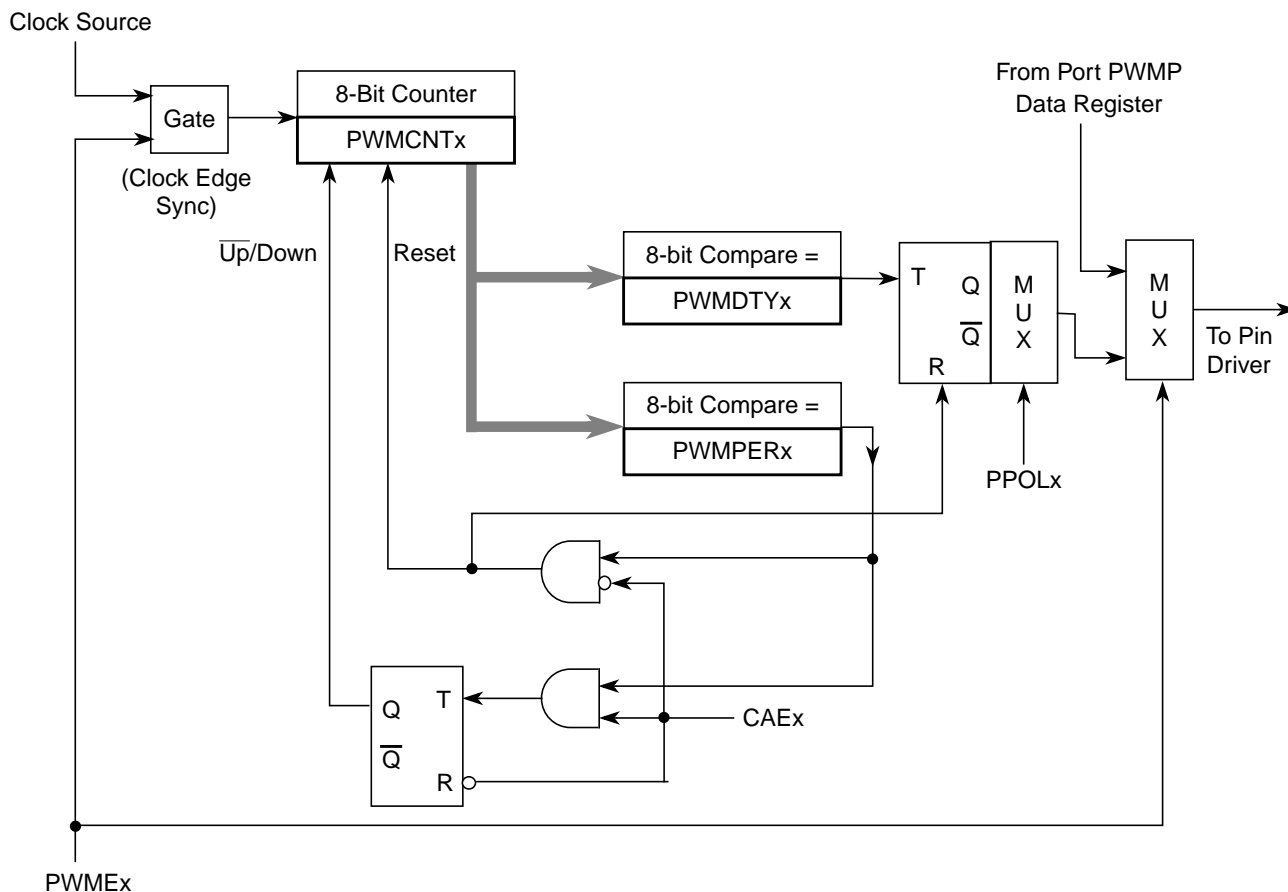 Clock Source
From Port PWMP
Data Register
8-Bit Counter
Gate
PWMCNTx
(Clock Edge
Sync)
U̅p̅/Down
Reset
8-bit Compare =
PWMDTYx
T
Q
Q̅
R
M
U
X
M
U
X
To Pin
Driver
8-bit Compare =
PWMPERx
PPOLx
Q
T
Q̅
R
CAEx
PWMEx